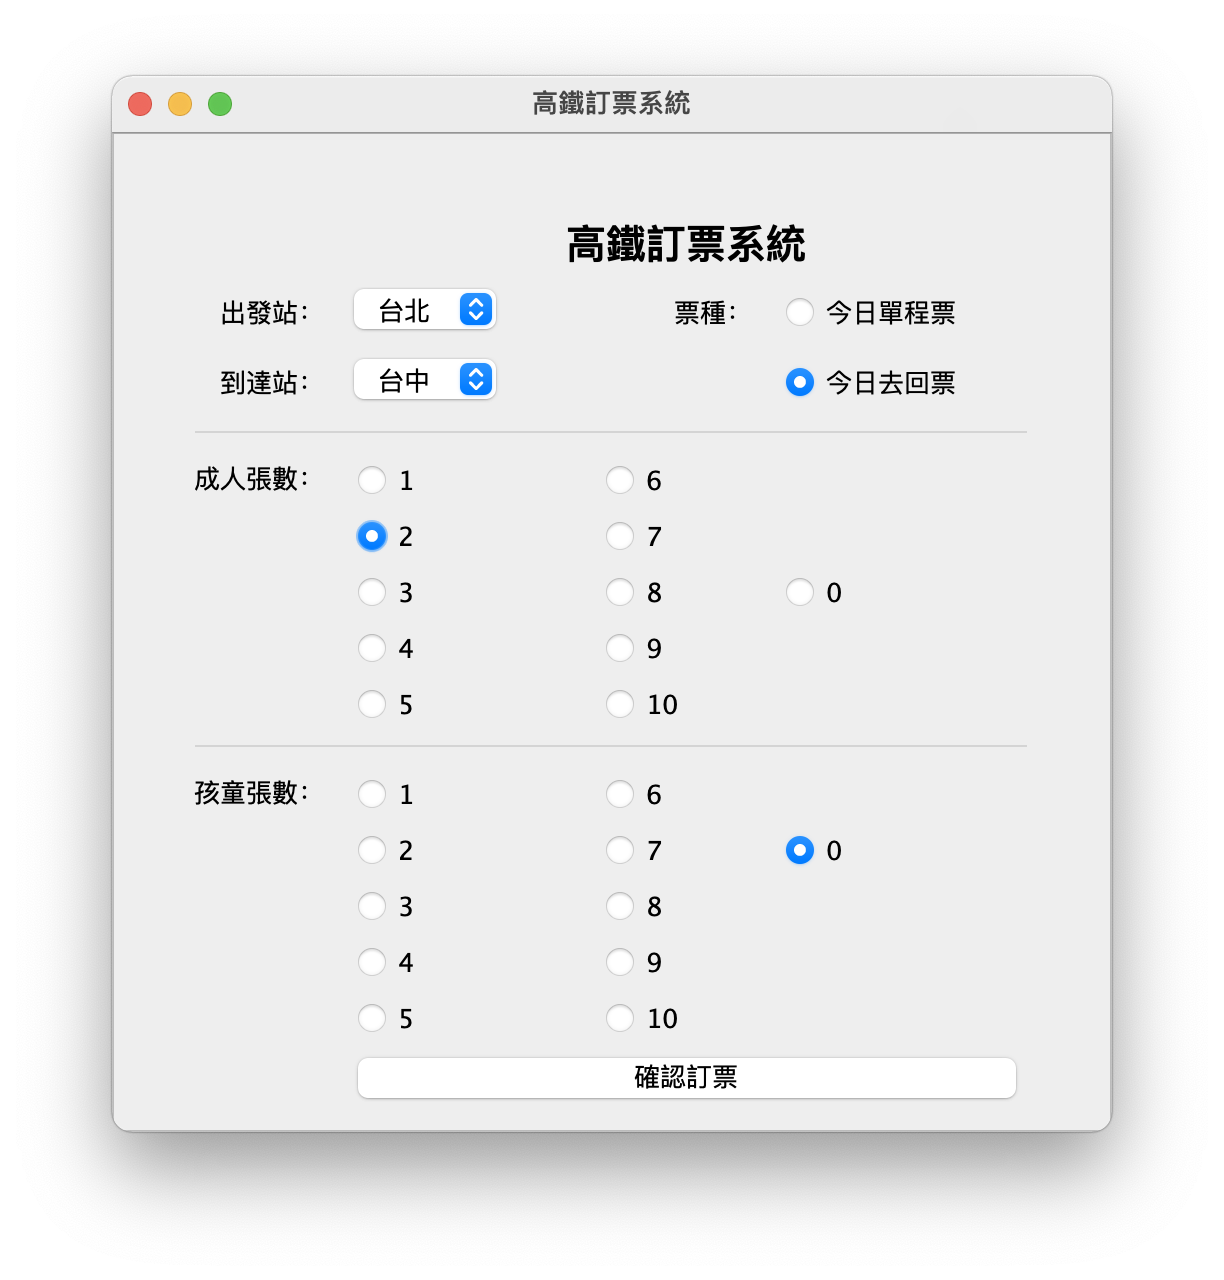 高鐵訂票系統
高鐵訂票系統
出發站： 台北 票種： 今日單程票
到達站： 台中 今日去回票
成人張數： 1 6
2 7
3 8 0
4 9
5 10
孩童張數： 1 6
2 7 0
3 8
4 9
5 10
確認訂票